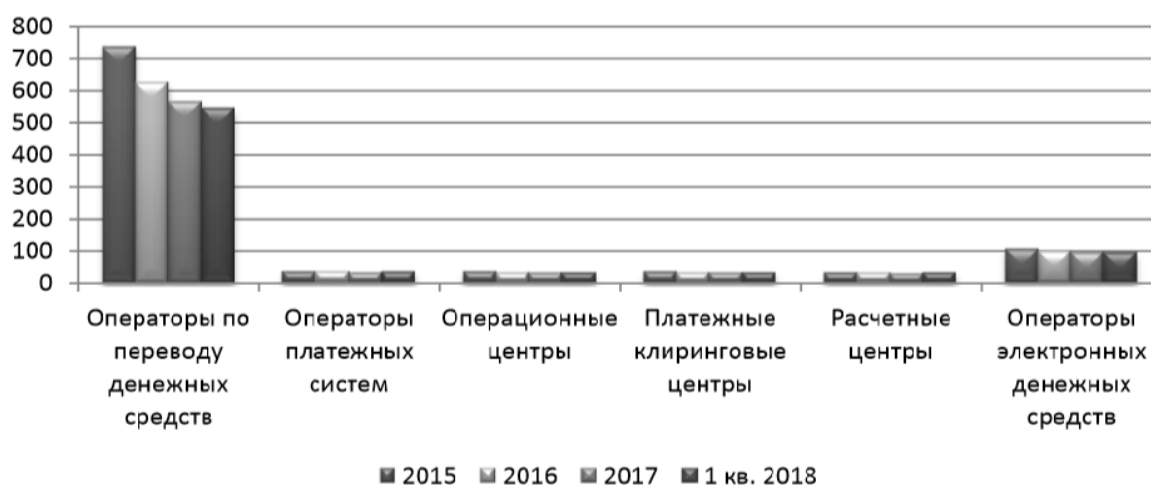 800
700
600
500
400
300
200
100
0
Операторы по
переводу
денежных
средств
Операторы
платежных
систем
Операционные
центры
Платежные
клиринговые
центры
Расчетные
центры
Операторы
электронных
денежных
средств
2015 2016 2017 1 кв. 2018